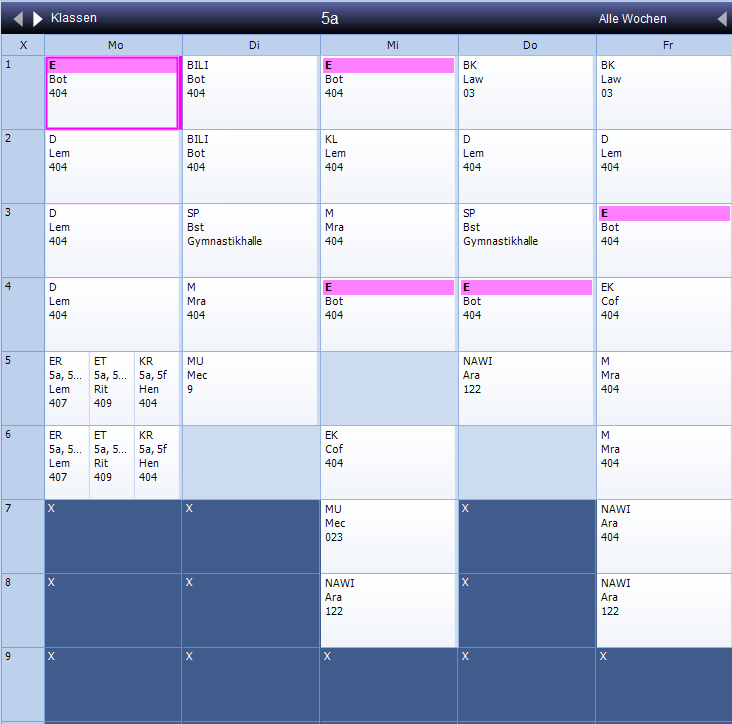 Klassen 5a Alle Wochen
X Mo Di Mi Do Fr
1
E
Bot
404
BILI
Bot
404
E
Bot
404
BK
Law
03
BK
Law
03
2
D
Lem
404
BILI
Bot
404
KL
Lem
404
D
Lem
404
D
Lem
404
3
D
Lem
404
SP
Bst
Gymnastikhalle
M
Mra
404
SP
Bst
Gymnastikhalle
E
Bot
404
4
D
Lem
404
M
Mra
404
E
Bot
404
E
Bot
404
EK
Cof
404
5
ER
5a, 5...
Lem
407
ET
5a, 5...
Rit
409
KR
5a, 5f
Hen
404
MU
Mec
9
NAWI
Ara
122
M
Mra
404
6
ER
5a, 5...
Lem
407
ET
5a, 5...
Rit
409
KR
5a, 5f
Hen
404
EK
Cof
404
M
Mra
404
7
X
X
MU
Mec
023
X
NAWI
Ara
404
8
X
X
NAWI
Ara
122
X
NAWI
Ara
122
9
X
X
X
X
X